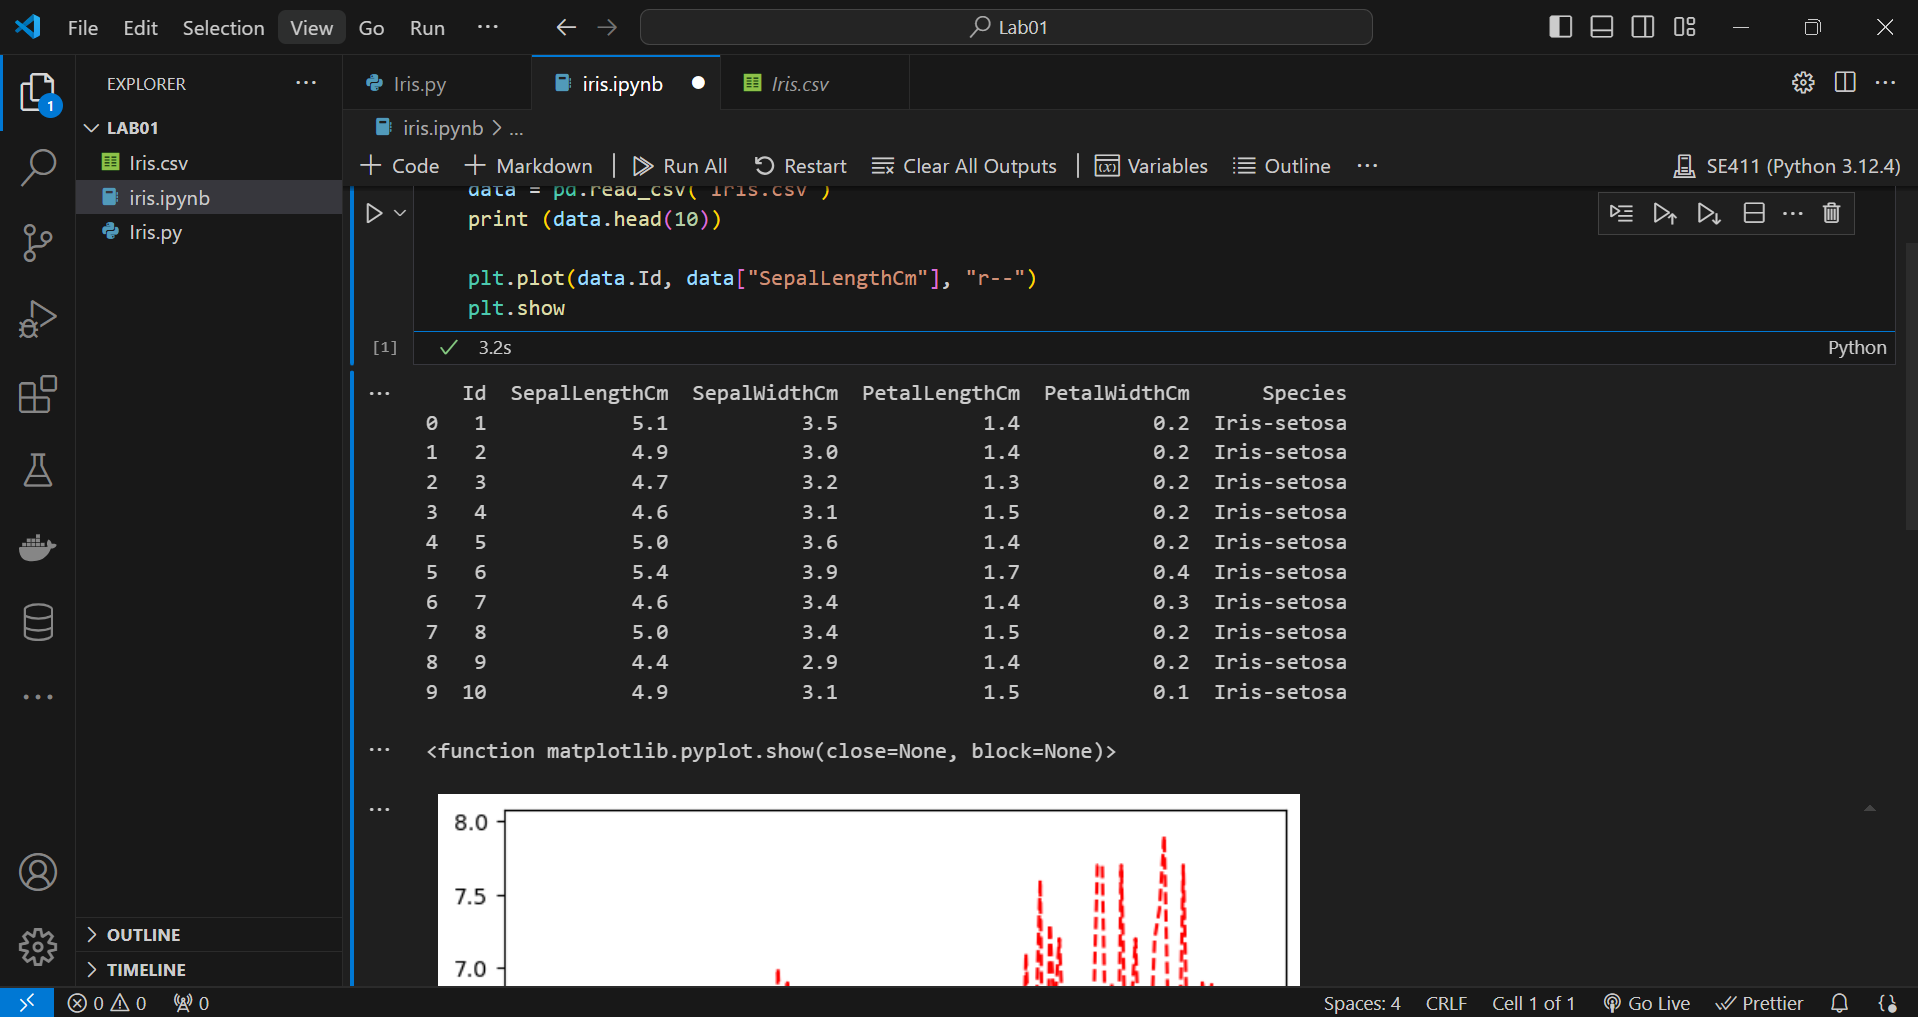 File Edit Selection View Go Run ··· Lab01
EXPLORER ···
1
LAB01
Iris.csv
iris.ipynb
Iris.py
OUTLINE
TIMELINE
Iris.py iris.ipynb Iris.csv ···
iris.ipynb > ...
Code Markdown Run All Restart Clear All Outputs Variables Outline ··· SE411 (Python 3.12.4)
data = pd.read_csv("Iris.csv")
print (data.head(10))
plt.plot(data.Id, data["SepalLengthCm"], "r--")
plt.show
[1] 3.2s Python
Id SepalLengthCm SepalWidthCm PetalLengthCm PetalWidthCm Species
0 1 5.1 3.5 1.4 0.2 Iris-setosa
1 2 4.9 3.0 1.4 0.2 Iris-setosa
2 3 4.7 3.2 1.3 0.2 Iris-setosa
3 4 4.6 3.1 1.5 0.2 Iris-setosa
4 5 5.0 3.6 1.4 0.2 Iris-setosa
5 6 5.4 3.9 1.7 0.4 Iris-setosa
6 7 4.6 3.4 1.4 0.3 Iris-setosa
7 8 5.0 3.4 1.5 0.2 Iris-setosa
8 9 4.4 2.9 1.4 0.2 Iris-setosa
9 10 4.9 3.1 1.5 0.1 Iris-setosa
<function matplotlib.pyplot.show(close=None, block=None)>
8.0
7.5
7.0
0 0 0 Spaces: 4 CRLF Cell 1 of 1 Go Live Prettier